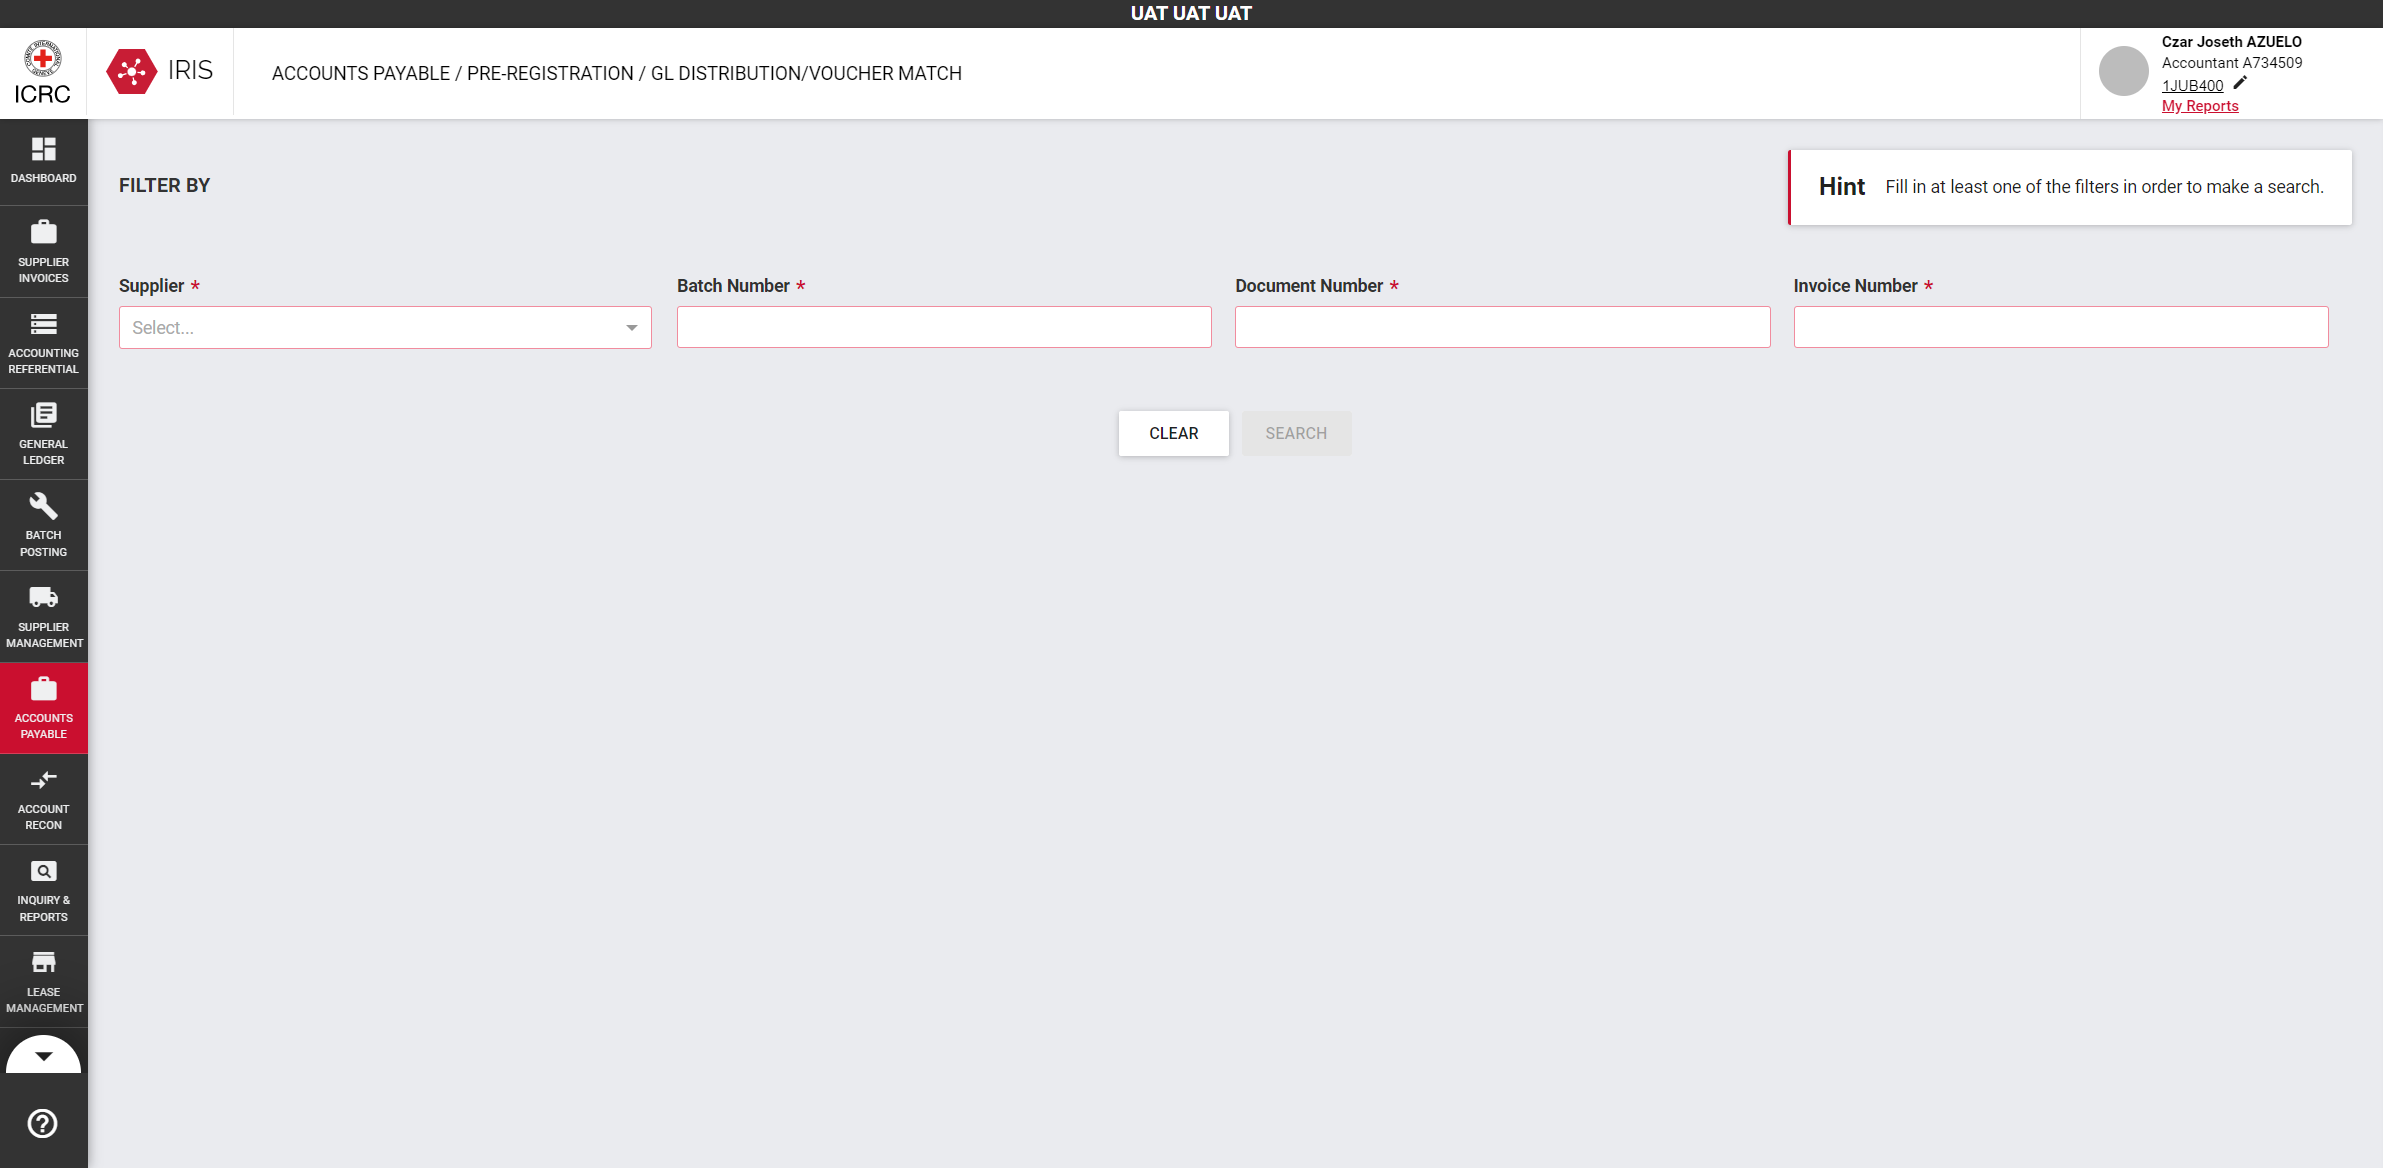 UAT UAT UAT
COMITE INTERNATIONAL GENEVE
ICRC
IRIS
ACCOUNTS PAYABLE / PRE-REGISTRATION / GL DISTRIBUTION/VOUCHER MATCH
Czar Joseth AZUELO
Accountant A734509
1JUB400
My Reports
DASHBOARD
SUPPLIER
INVOICES
ACCOUNTING
REFERENTIAL
GENERAL
LEDGER
BATCH
POSTING
SUPPLIER
MANAGEMENT
ACCOUNTS
PAYABLE
ACCOUNT
RECON
INQUIRY &
REPORTS
LEASE
MANAGEMENT
FILTER BY
Hint Fill in at least one of the filters in order to make a search.
Supplier * Batch Number * Document Number * Invoice Number *
Select...
CLEAR SEARCH